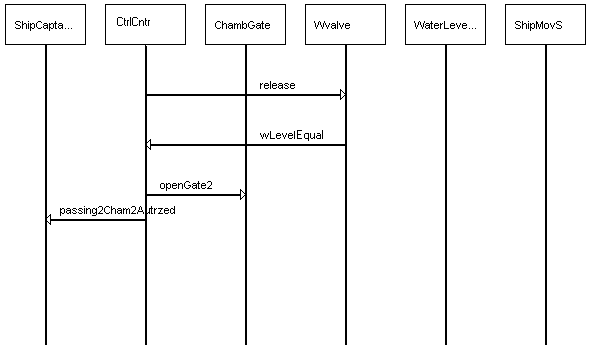 ShipCapta...
CtrlCntr
ChambGate
Wvalve
WaterLeve...
ShipMovS
release
wLevelEqual
openGate2
passing2Cham2Autrzed